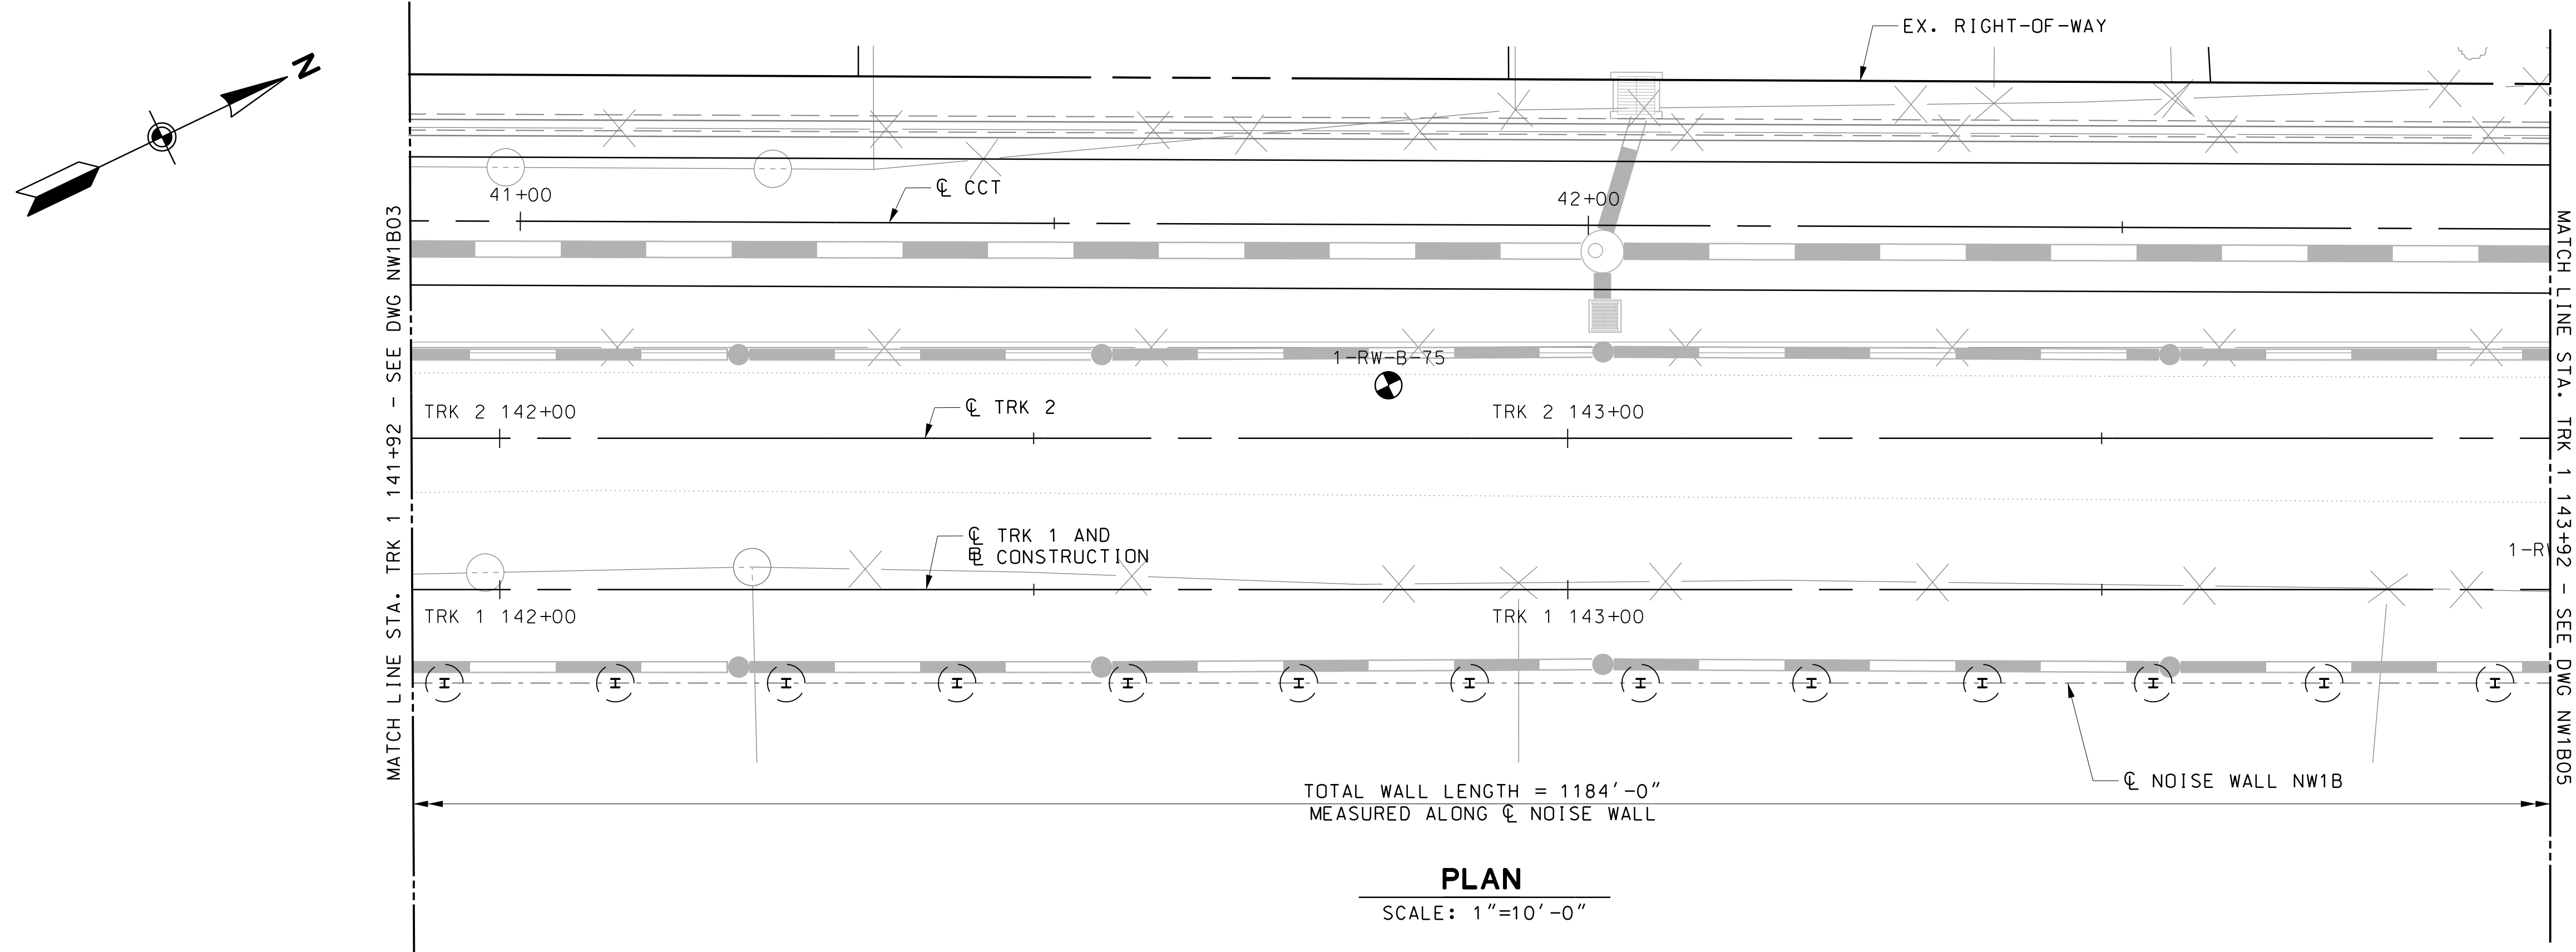 EX. RIGHT-OF-WAY
N
41+00
℄ CCT
42+00
MATCH LINE STA. TRK 1 141+92 - SEE DWG NW1B03
MATCH LINE STA. TRK 1 143+92 - SEE DWG NW1B05
1-RW-B-75
TRK 2 142+00
℄ TRK 2
TRK 2 143+00
℄ TRK 1 AND
BL CONSTRUCTION
1-R
TRK 1 142+00
TRK 1 143+00
℄ NOISE WALL NW1B
TOTAL WALL LENGTH = 1184'-0"
MEASURED ALONG ℄ NOISE WALL
PLAN
SCALE: 1"=10'-0"